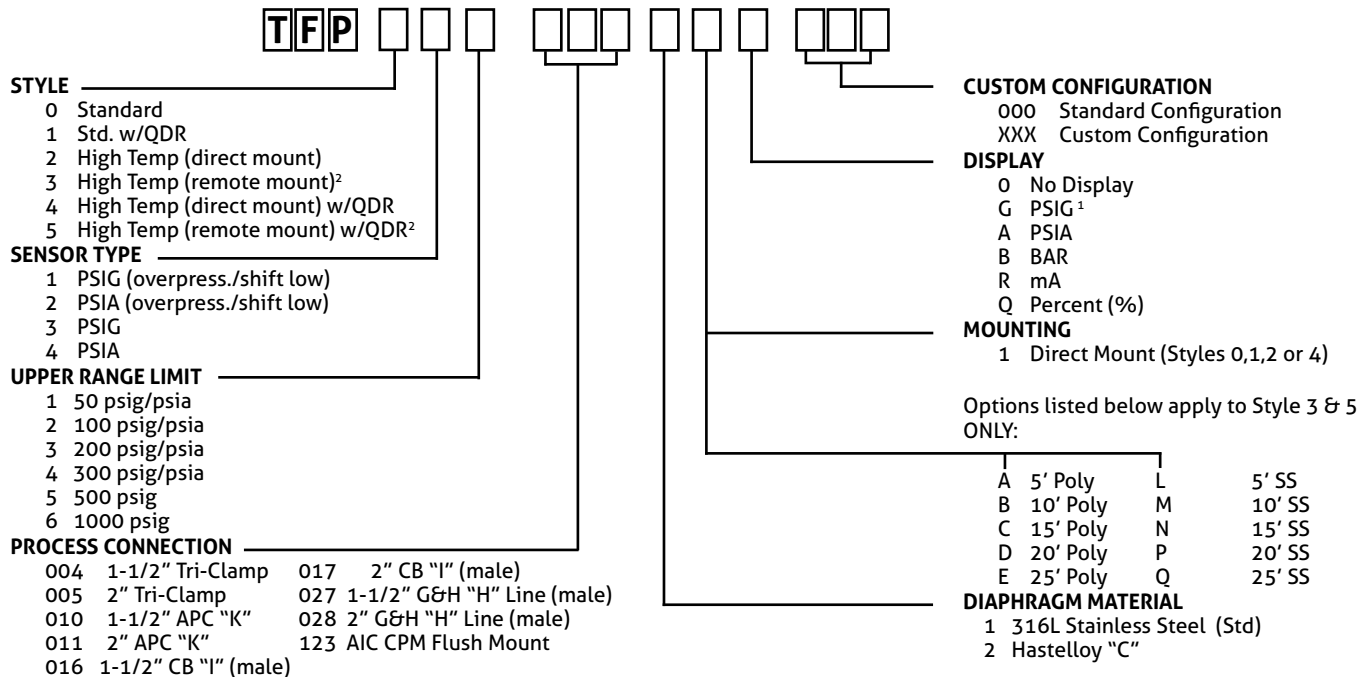 TFP
STYLE
0 Standard
1 Std. w/QDR
2 High Temp (direct mount)
3 High Temp (remote mount)²
4 High Temp (direct mount) w/QDR
5 High Temp (remote mount) w/QDR²
SENSOR TYPE
1 PSIG (overpress./shift low)
2 PSIA (overpress./shift low)
3 PSIG
4 PSIA
UPPER RANGE LIMIT
1 50 psig/psia
2 100 psig/psia
3 200 psig/psia
4 300 psig/psia
5 500 psig
6 1000 psig
PROCESS CONNECTION
004 1-1/2” Tri-Clamp 017 2” CB “I” (male)
005 2” Tri-Clamp 027 1-1/2” G&H “H” Line (male)
010 1-1/2” APC “K” 028 2” G&H “H” Line (male)
011 2” APC “K” 123 AIC CPM Flush Mount
016 1-1/2” CB “I” (male)
CUSTOM CONFIGURATION
000 Standard Configuration
XXX Custom Configuration
DISPLAY
0 No Display
G PSIG ¹
A PSIA
B BAR
R mA
Q Percent (%)
MOUNTING
1 Direct Mount (Styles 0,1,2 or 4)
Options listed below apply to Style 3 & 5
ONLY:
A 5’ Poly L 5’ SS
B 10’ Poly M 10’ SS
C 15’ Poly N 15’ SS
D 20’ Poly P 20’ SS
E 25’ Poly Q 25’ SS
DIAPHRAGM MATERIAL
1 316L Stainless Steel (Std)
2 Hastelloy “C”